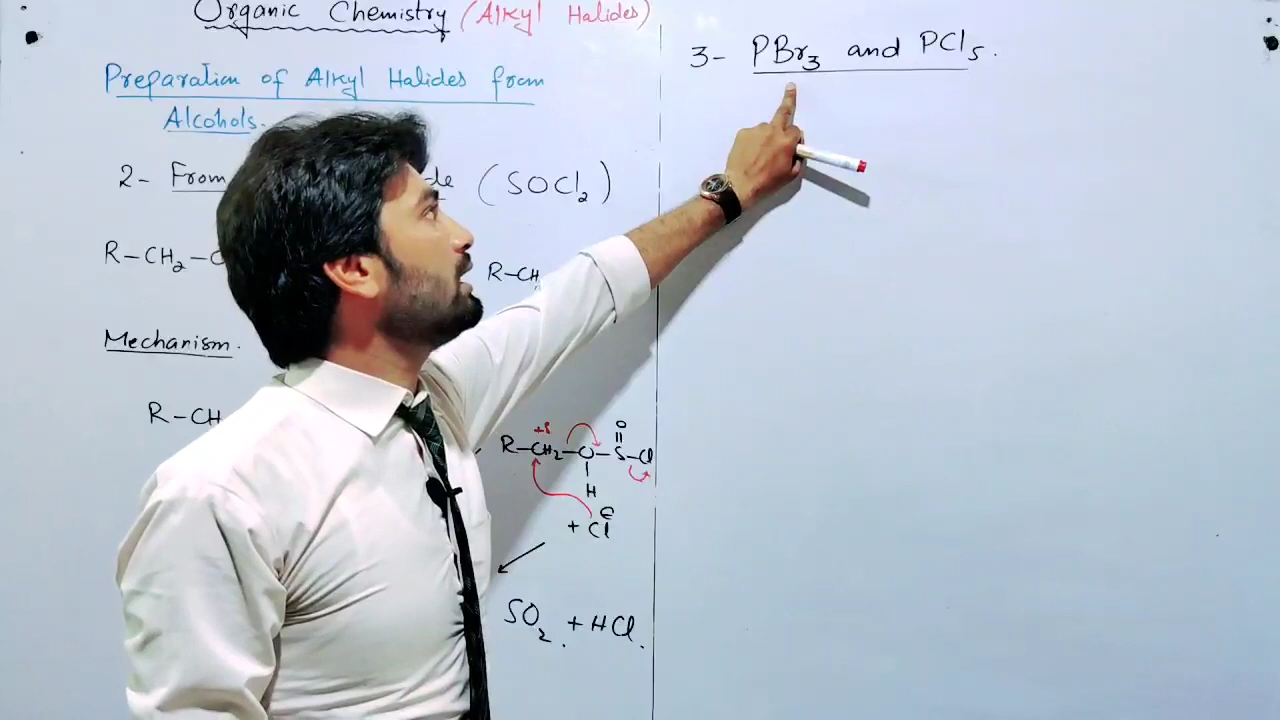 Organic Chemistry (Alkyl Halides)
Preparation of Alkyl Halides from
Alcohols.
2- From (SOCl₂)
R-CH₂-
R-CH
Mechanism.
R-CH
+δ O
R-CH₂-O-S-Cl
H
+ Cl⊖
SO₂ + HCl.
3- PBr₃ and PCl₅.